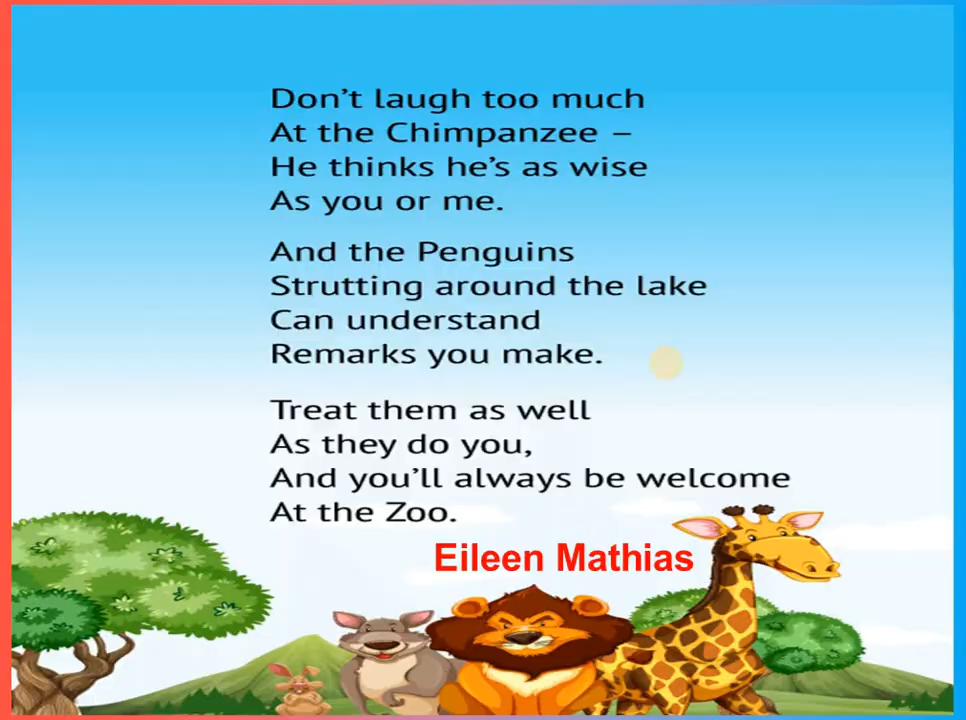 Don’t laugh too much
At the Chimpanzee –
He thinks he’s as wise
As you or me.
And the Penguins
Strutting around the lake
Can understand
Remarks you make.
Treat them as well
As they do you,
And you’ll always be welcome
At the Zoo.
Eileen Mathias